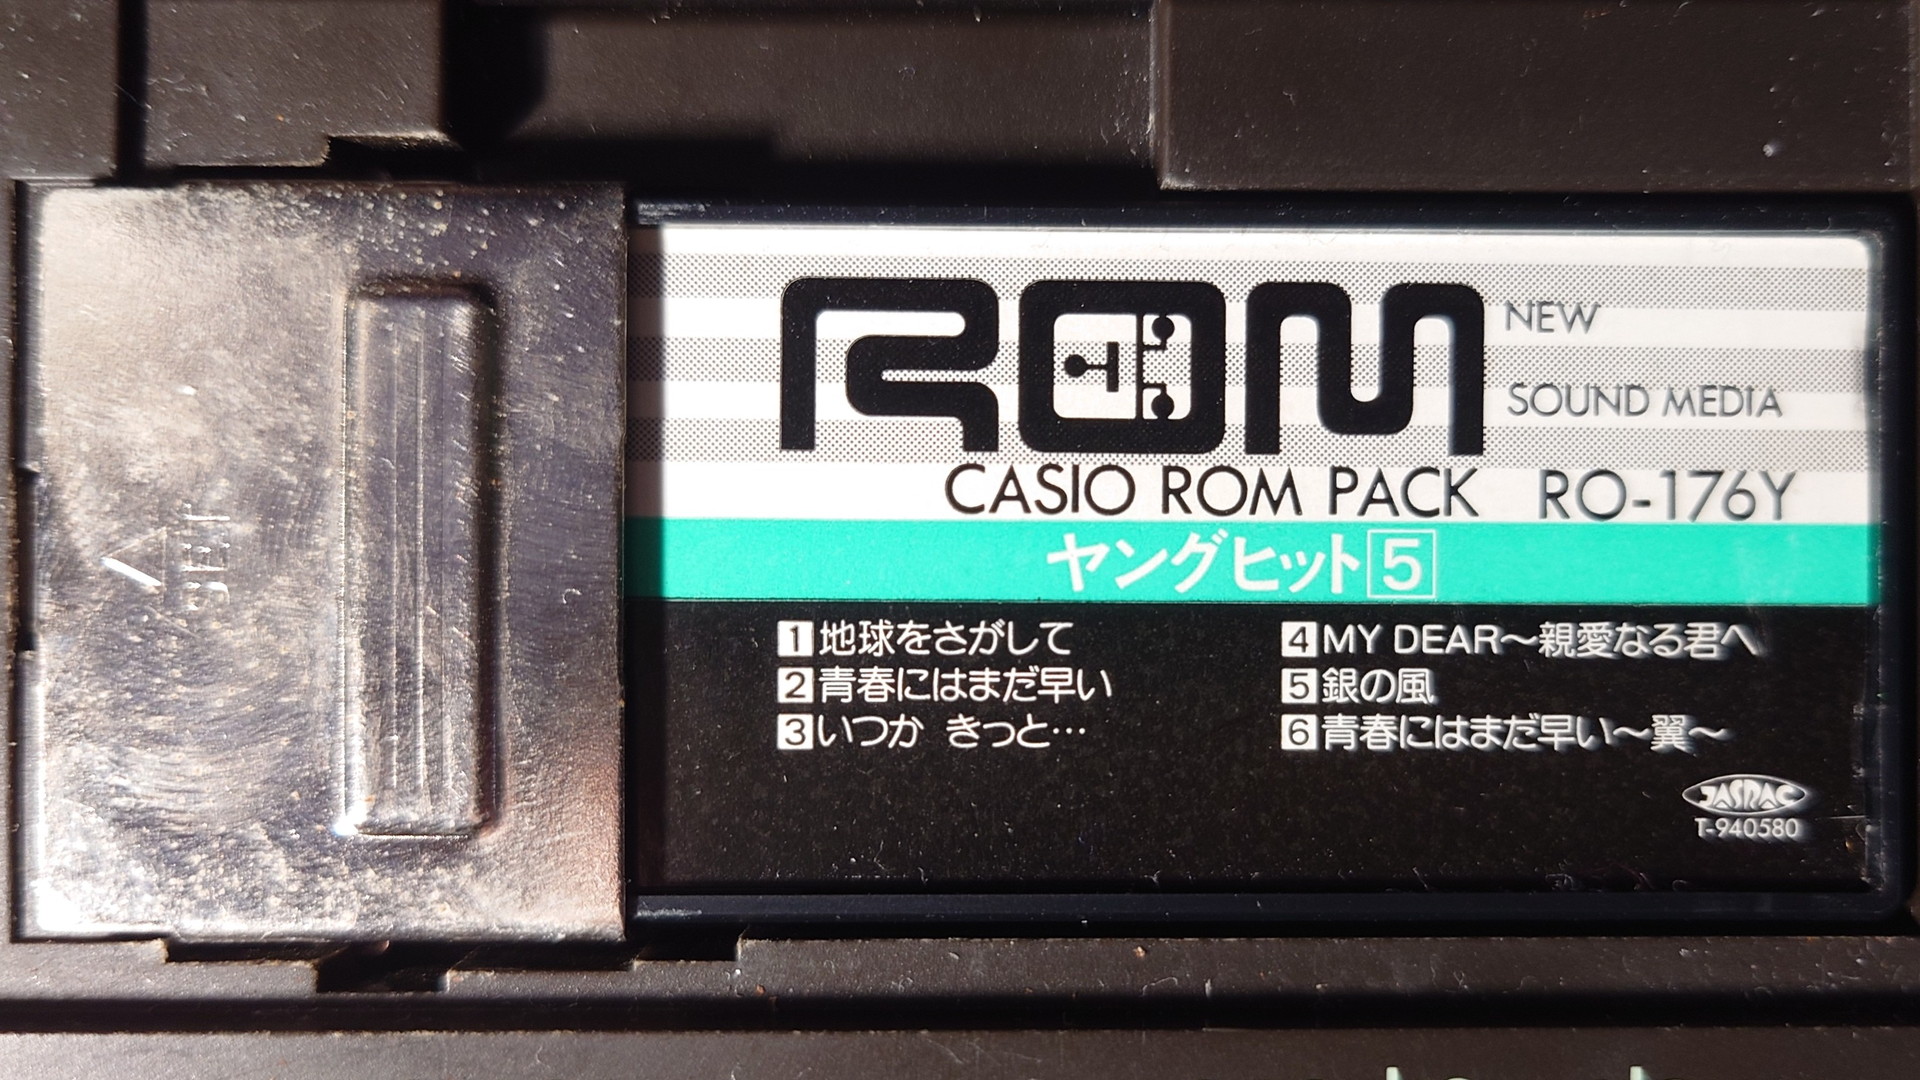 ROM
NEW
SOUND MEDIA
CASIO ROM PACK RO-176Y
ヤングヒット5
1 地球をさがして
2 青春にはまだ早い
3 いつか きっと…
4 MY DEAR〜親愛なる君へ
5 銀の風
6 青春にはまだ早い〜翼〜
JASRAC
T-940580
SET